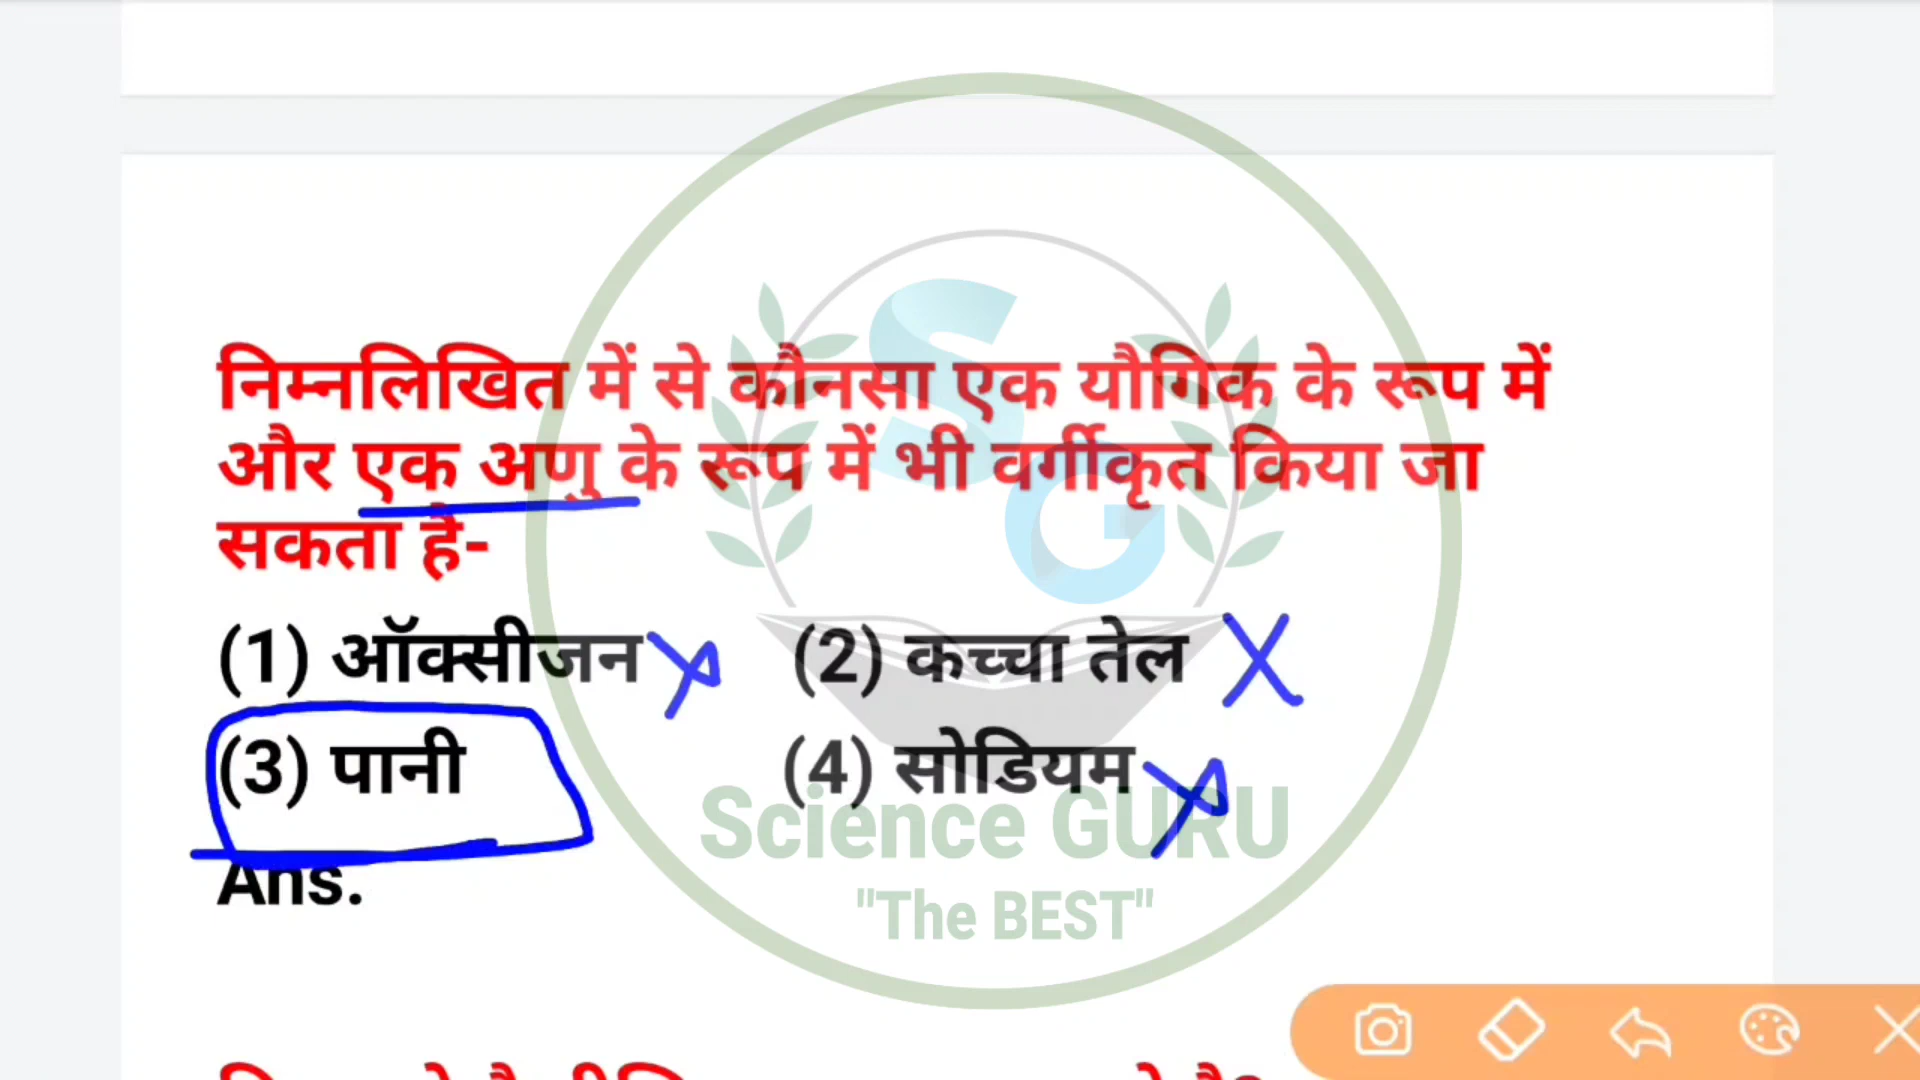 निम्नलिखित में से कौनसा एक यौगिक के रूप में
और एक अणु के रूप में भी वर्गीकृत किया जा
सकता है-
(1) ऑक्सीजन (2) कच्चा तेल
(3) पानी (4) सोडियम
Ans.
SG
Science GURU
"The BEST"